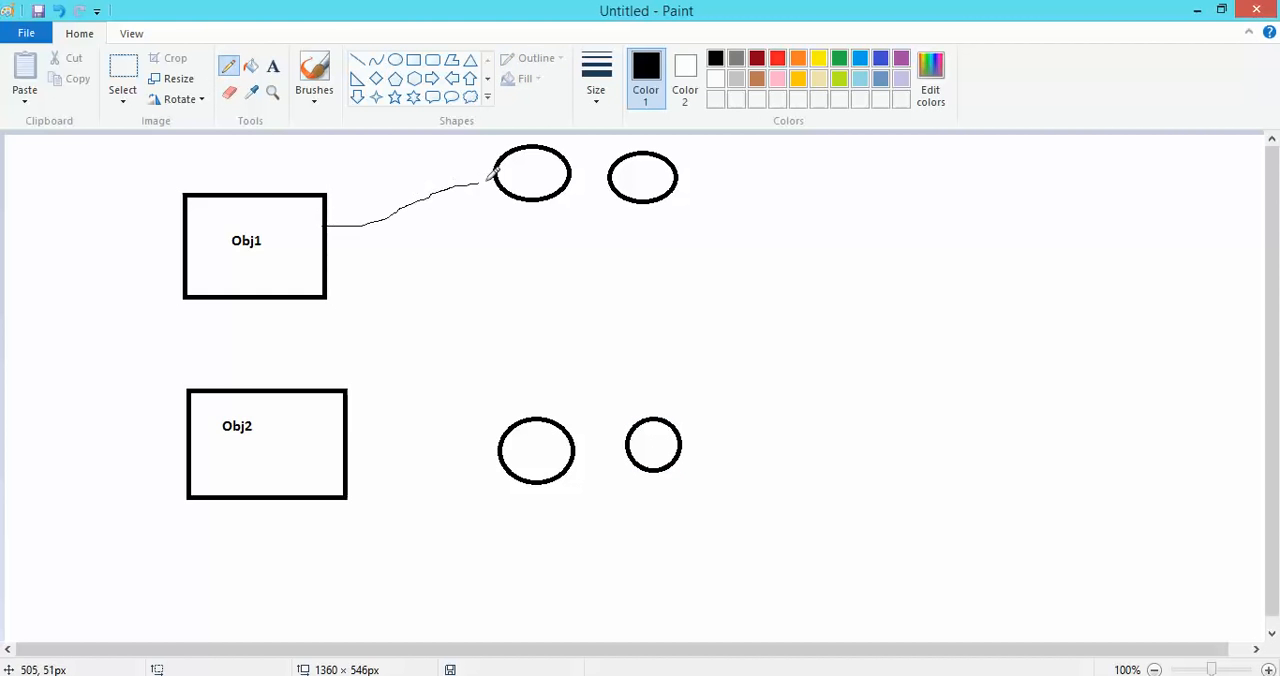 Untitled - Paint
File Home View
Cut
Copy
Paste
Clipboard
Select
Crop
Resize
Rotate
Image
A
Tools
Brushes
Outline
Fill
Shapes
Size
Color 1
Color 2
Edit colors
Colors
Obj1
Obj2
505, 51px
1360 × 546px
100%